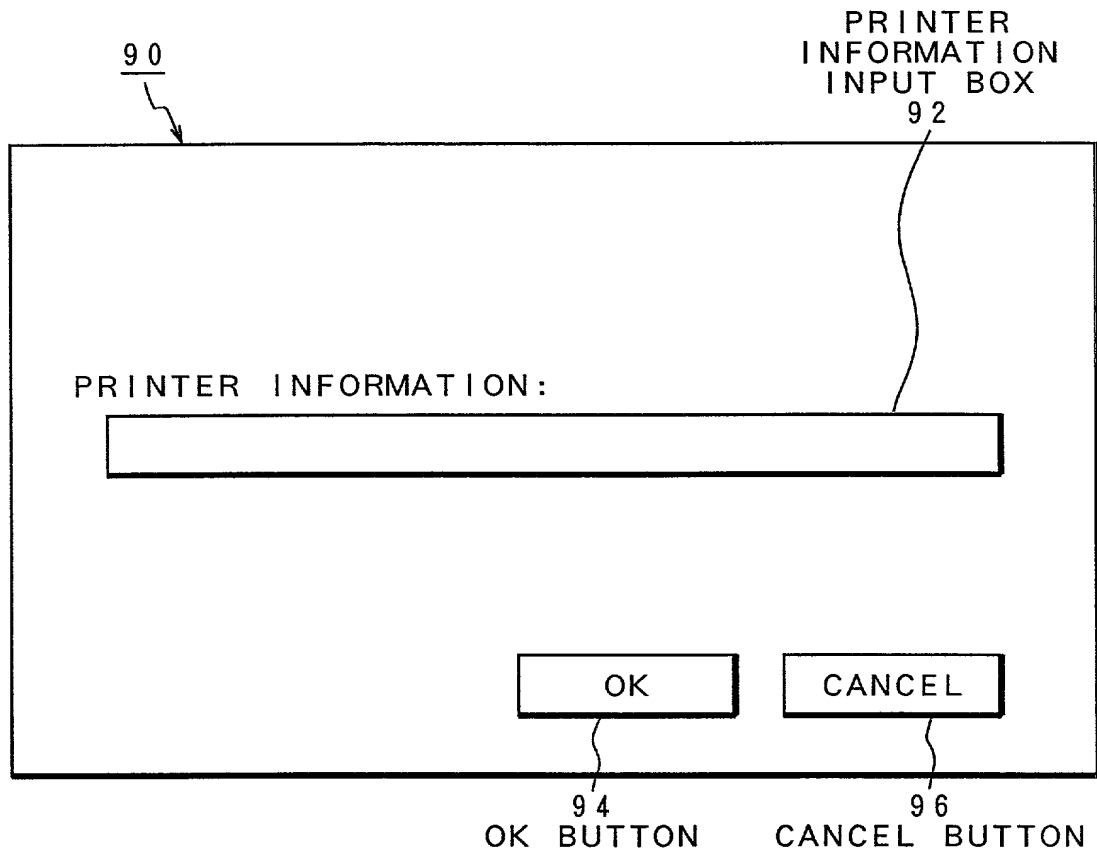 90
PRINTER
INFORMATION
INPUT BOX
92
PRINTER INFORMATION:
OK
CANCEL
94
OK BUTTON
96
CANCEL BUTTON